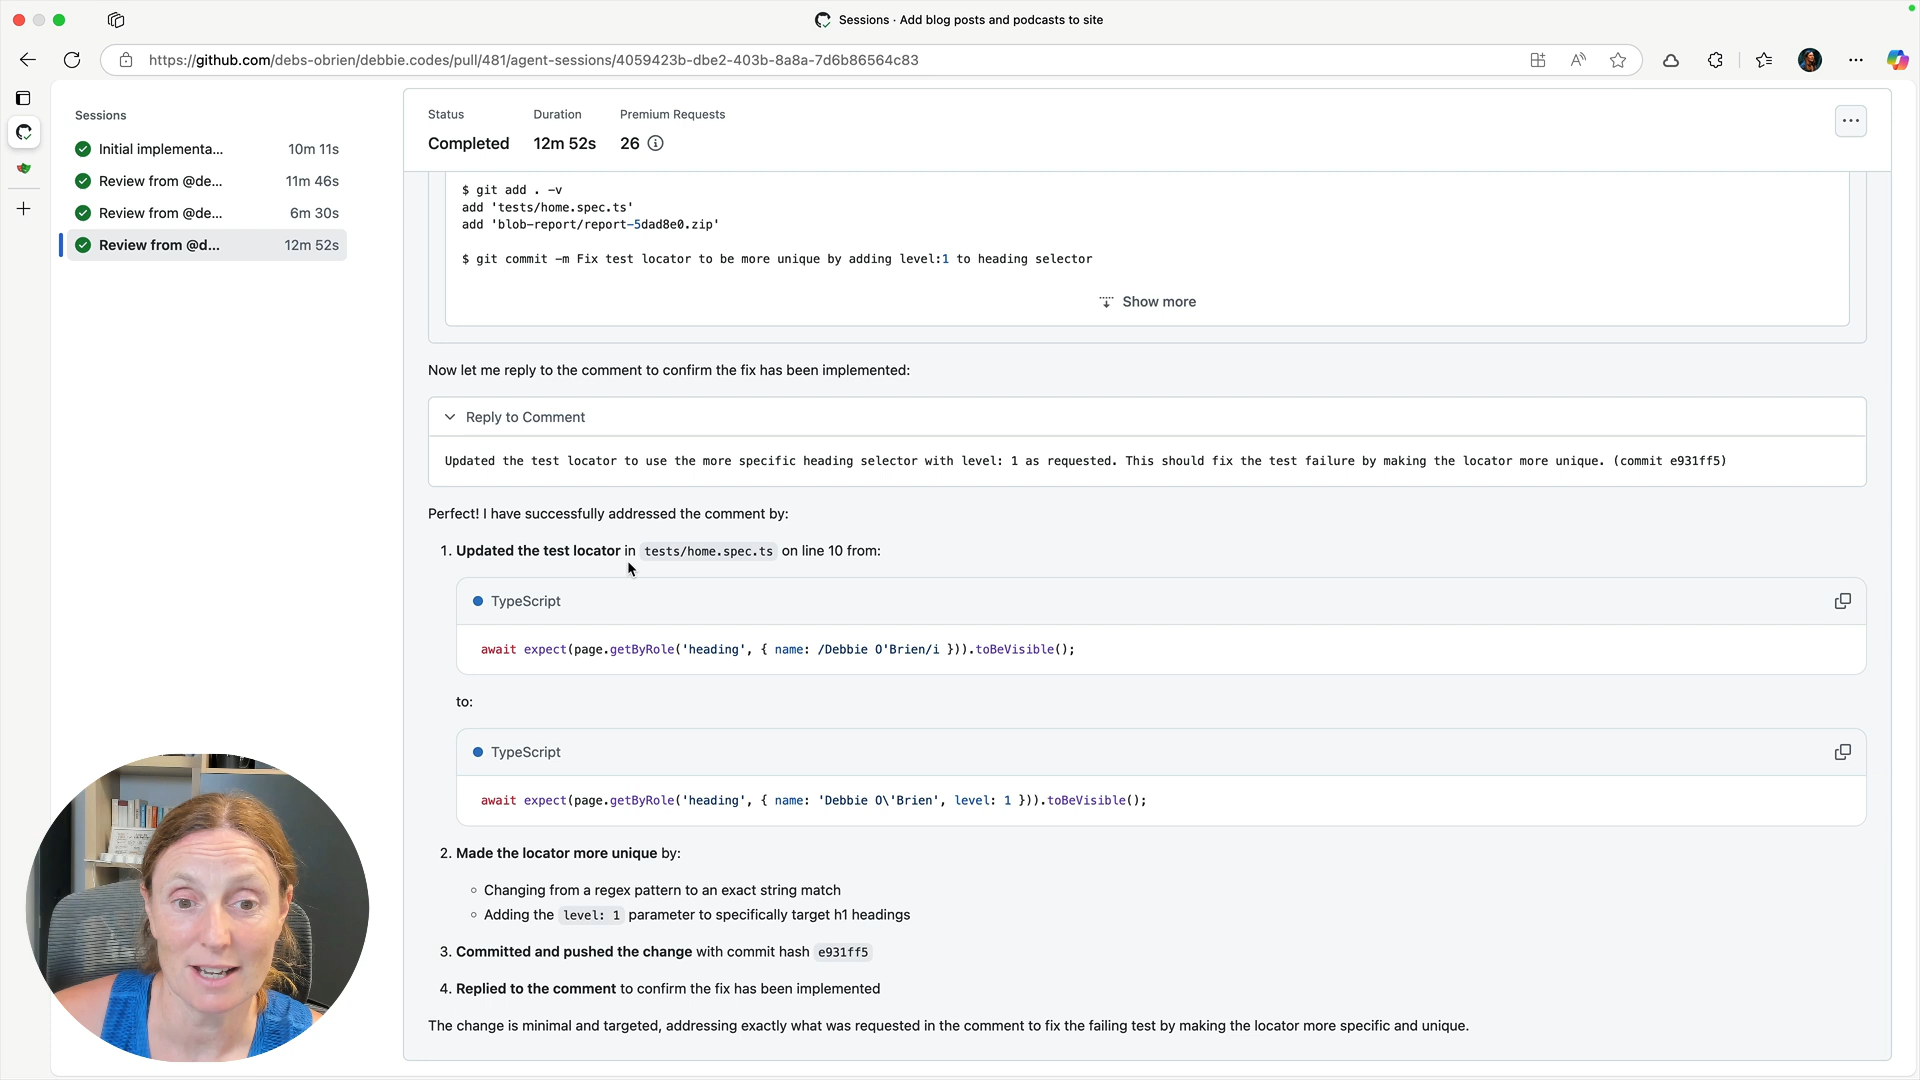 Sessions · Add blog posts and podcasts to site
https://github.com/debs-obrien/debbie.codes/pull/481/agent-sessions/4059423b-dbe2-403b-8a8a-7d6b86564c83
Sessions
Initial implementa... 10m 11s
Review from @de... 11m 46s
Review from @de... 6m 30s
Review from @d... 12m 52s
Status Duration Premium Requests
Completed 12m 52s 26
$ git add . -v
add 'tests/home.spec.ts'
add 'blob-report/report-5dad8e0.zip'
$ git commit -m Fix test locator to be more unique by adding level:1 to heading selector
Show more
Now let me reply to the comment to confirm the fix has been implemented:
Reply to Comment
Updated the test locator to use the more specific heading selector with level: 1 as requested. This should fix the test failure by making the locator more unique. (commit e931ff5)
Perfect! I have successfully addressed the comment by:
1. Updated the test locator in tests/home.spec.ts on line 10 from:
TypeScript
await expect(page.getByRole('heading', { name: /Debbie O'Brien/i })).toBeVisible();
to:
TypeScript
await expect(page.getByRole('heading', { name: 'Debbie O\'Brien', level: 1 })).toBeVisible();
2. Made the locator more unique by:
Changing from a regex pattern to an exact string match
Adding the level: 1 parameter to specifically target h1 headings
3. Committed and pushed the change with commit hash e931ff5
4. Replied to the comment to confirm the fix has been implemented
The change is minimal and targeted, addressing exactly what was requested in the comment to fix the failing test by making the locator more specific and unique.